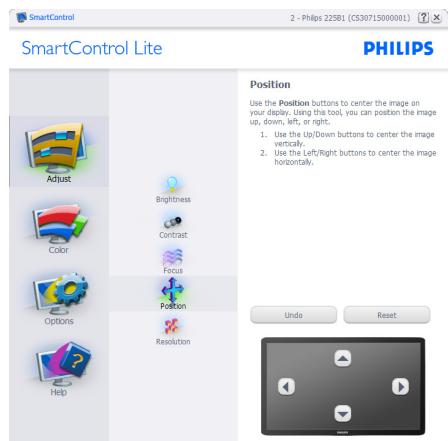 SmartControl
2 - Philips 225B1 (CS30715000001)
SmartControl Lite
PHILIPS
Adjust
Color
Options
Help
Brightness
Contrast
Focus
Position
Resolution
Position
Use the Position buttons to center the image on
your display. Using this tool, you can position the image
up, down, left, or right.
1. Use the Up/Down buttons to center the image
vertically.
2. Use the Left/Right buttons to center the image
horizontally.
Undo
Reset
PHILIPS